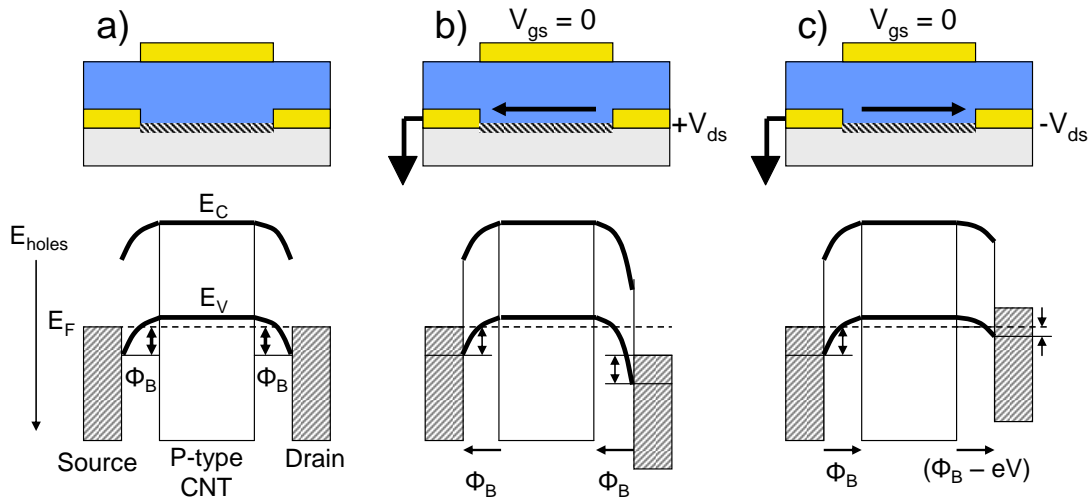 a)
b)
V_gs = 0
c)
V_gs = 0
+V_ds
-V_ds
E_C
E_holes
E_V
E_F
Φ_B
Φ_B
Source
P-type
CNT
Drain
Φ_B
Φ_B
Φ_B
(Φ_B – eV)